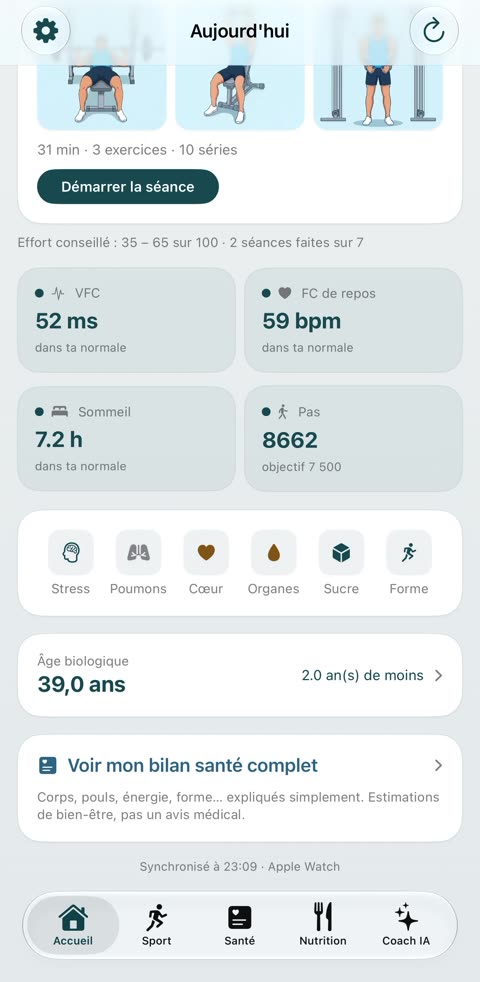 Aujourd'hui
31 min · 3 exercices · 10 séries
Démarrer la séance
Effort conseillé : 35 – 65 sur 100 · 2 séances faites sur 7
VFC
52 ms
dans ta normale
FC de repos
59 bpm
dans ta normale
Sommeil
7.2 h
dans ta normale
Pas
8662
objectif 7 500
Stress
Poumons
Cœur
Organes
Sucre
Forme
Âge biologique
39,0 ans
2.0 an(s) de moins
Voir mon bilan santé complet
Corps, pouls, énergie, forme... expliqués simplement. Estimations
de bien-être, pas un avis médical.
Synchronisé à 23:09 · Apple Watch
Accueil
Sport
Santé
Nutrition
Coach IA